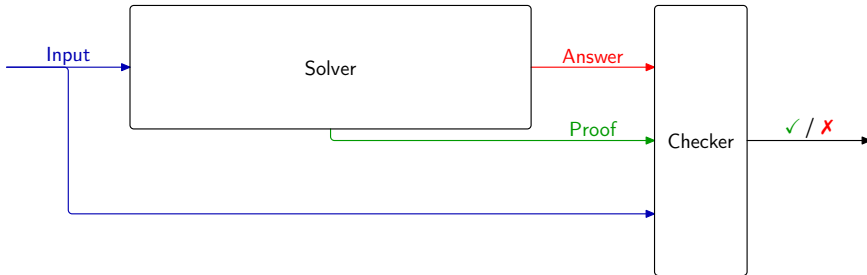 Input
Solver
Answer
Proof
Checker
✓ / ✗